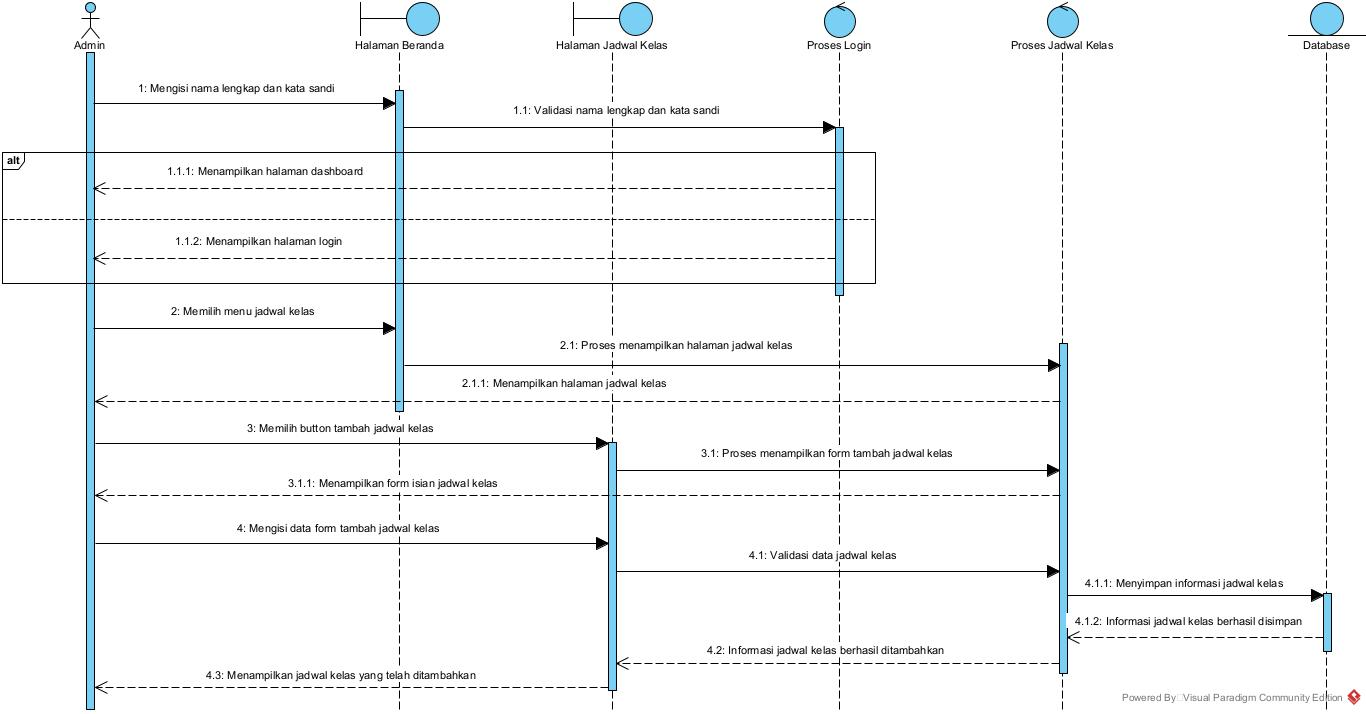 Admin
Halaman Beranda
Halaman Jadwal Kelas
Proses Login
Proses Jadwal Kelas
Database
1: Mengisi nama lengkap dan kata sandi
1.1: Validasi nama lengkap dan kata sandi
alt
1.1.1: Menampilkan halaman dashboard
1.1.2: Menampilkan halaman login
2: Memilih menu jadwal kelas
2.1: Proses menampilkan halaman jadwal kelas
2.1.1: Menampilkan halaman jadwal kelas
3: Memilih button tambah jadwal kelas
3.1: Proses menampilkan form tambah jadwal kelas
3.1.1: Menampilkan form isian jadwal kelas
4: Mengisi data form tambah jadwal kelas
4.1: Validasi data jadwal kelas
4.1.1: Menyimpan informasi jadwal kelas
4.1.2: Informasi jadwal kelas berhasil disimpan
4.2: Informasi jadwal kelas berhasil ditambahkan
4.3: Menampilkan jadwal kelas yang telah ditambahkan
Powered By Visual Paradigm Community Edition